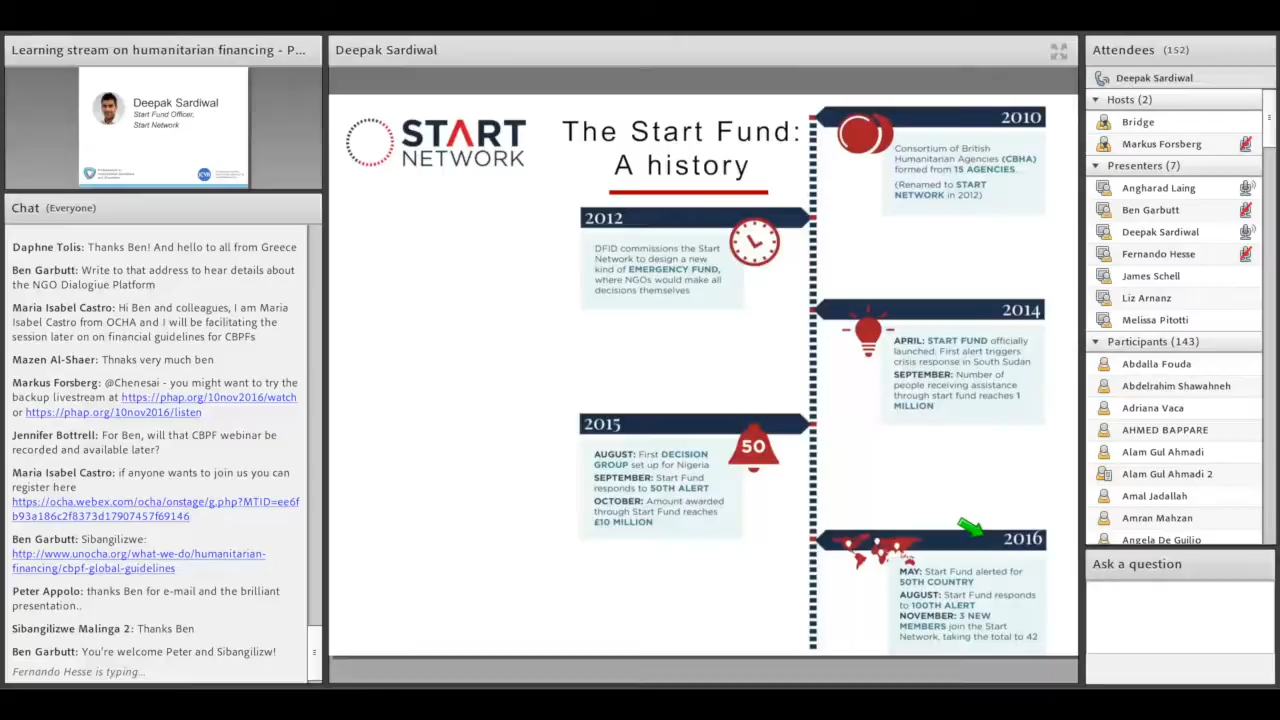 Learning stream on humanitarian financing - P...
Deepak Sardiwal
Start Fund Officer,
Start Network
Chat (Everyone)
Daphne Tolis: Thanks Ben! And hello to all from Greece
Ben Garbutt: Write to that address to hear details about
the NGO Dialogiue Platform
Maria Isabel Castro: Hi Ben and colleagues, I am Maria
Isabel Castro from OCHA and I will be facilitating the
session later on on financial guidelines for CBPFs
Mazen Al-Shaer: Thnaks very much ben
Markus Forsberg: @Chenesai - you might want to try the
backup livestream at https://phap.org/10nov2016/watch
or https://phap.org/10nov2016/listen
Jennifer Bottrell: For Ben, will that CBPF webinar be
recorded and available later?
Maria Isabel Castro: if anyone wants to join us you can
register here
https://ocha.webex.com/ocha/onstage/g.php?MTID=ee6f
b93a186c2f8373d17907457f69146
Ben Garbutt: Sibangilizwe:
http://www.unocha.org/what-we-do/humanitarian-
financing/cbpf-global-guidelines
Peter Appolo: thanks Ben for e-mail and the brilliant
presentation..
Sibangilizwe Malinga 2: Thanks Ben
Ben Garbutt: You're welcome Peter and Sibangilizw!
Fernando Hesse is typing...
Deepak Sardiwal
START
NETWORK
The Start Fund:
A history
2010
Consortium of British
Humanitarian Agencies (CBHA)
formed from 15 AGENCIES.
(Renamed to START
NETWORK in 2012)
2012
DFID commissions the Start
Network to design a new
kind of EMERGENCY FUND,
where NGOs would make all
decisions themselves
2014
APRIL: START FUND officially
launched. First alert triggers
crisis response in South Sudan
SEPTEMBER: Number of
people receiving assistance
through start fund reaches 1
MILLION
2015
50
AUGUST: First DECISION
GROUP set up for Nigeria
SEPTEMBER: Start Fund
responds to 50TH ALERT
OCTOBER: Amount awarded
through Start Fund reaches
£10 MILLION
2016
MAY: Start Fund alerted for
50TH COUNTRY
AUGUST: Start Fund responds
to 100TH ALERT
NOVEMBER: 3 NEW
MEMBERS join the Start
Network, taking the total to 42
Attendees (152)
Deepak Sardiwal
Hosts (2)
Bridge
Markus Forsberg
Presenters (7)
Angharad Laing
Ben Garbutt
Deepak Sardiwal
Fernando Hesse
James Schell
Liz Arnanz
Melissa Pitotti
Participants (143)
Abdalla Fouda
Abdelrahim Shawahneh
Adriana Vaca
AHMED BAPPARE
Alam Gul Ahmadi
Alam Gul Ahmadi 2
Amal Jadallah
Amran Mahzan
Angela De Guilio
Ask a question